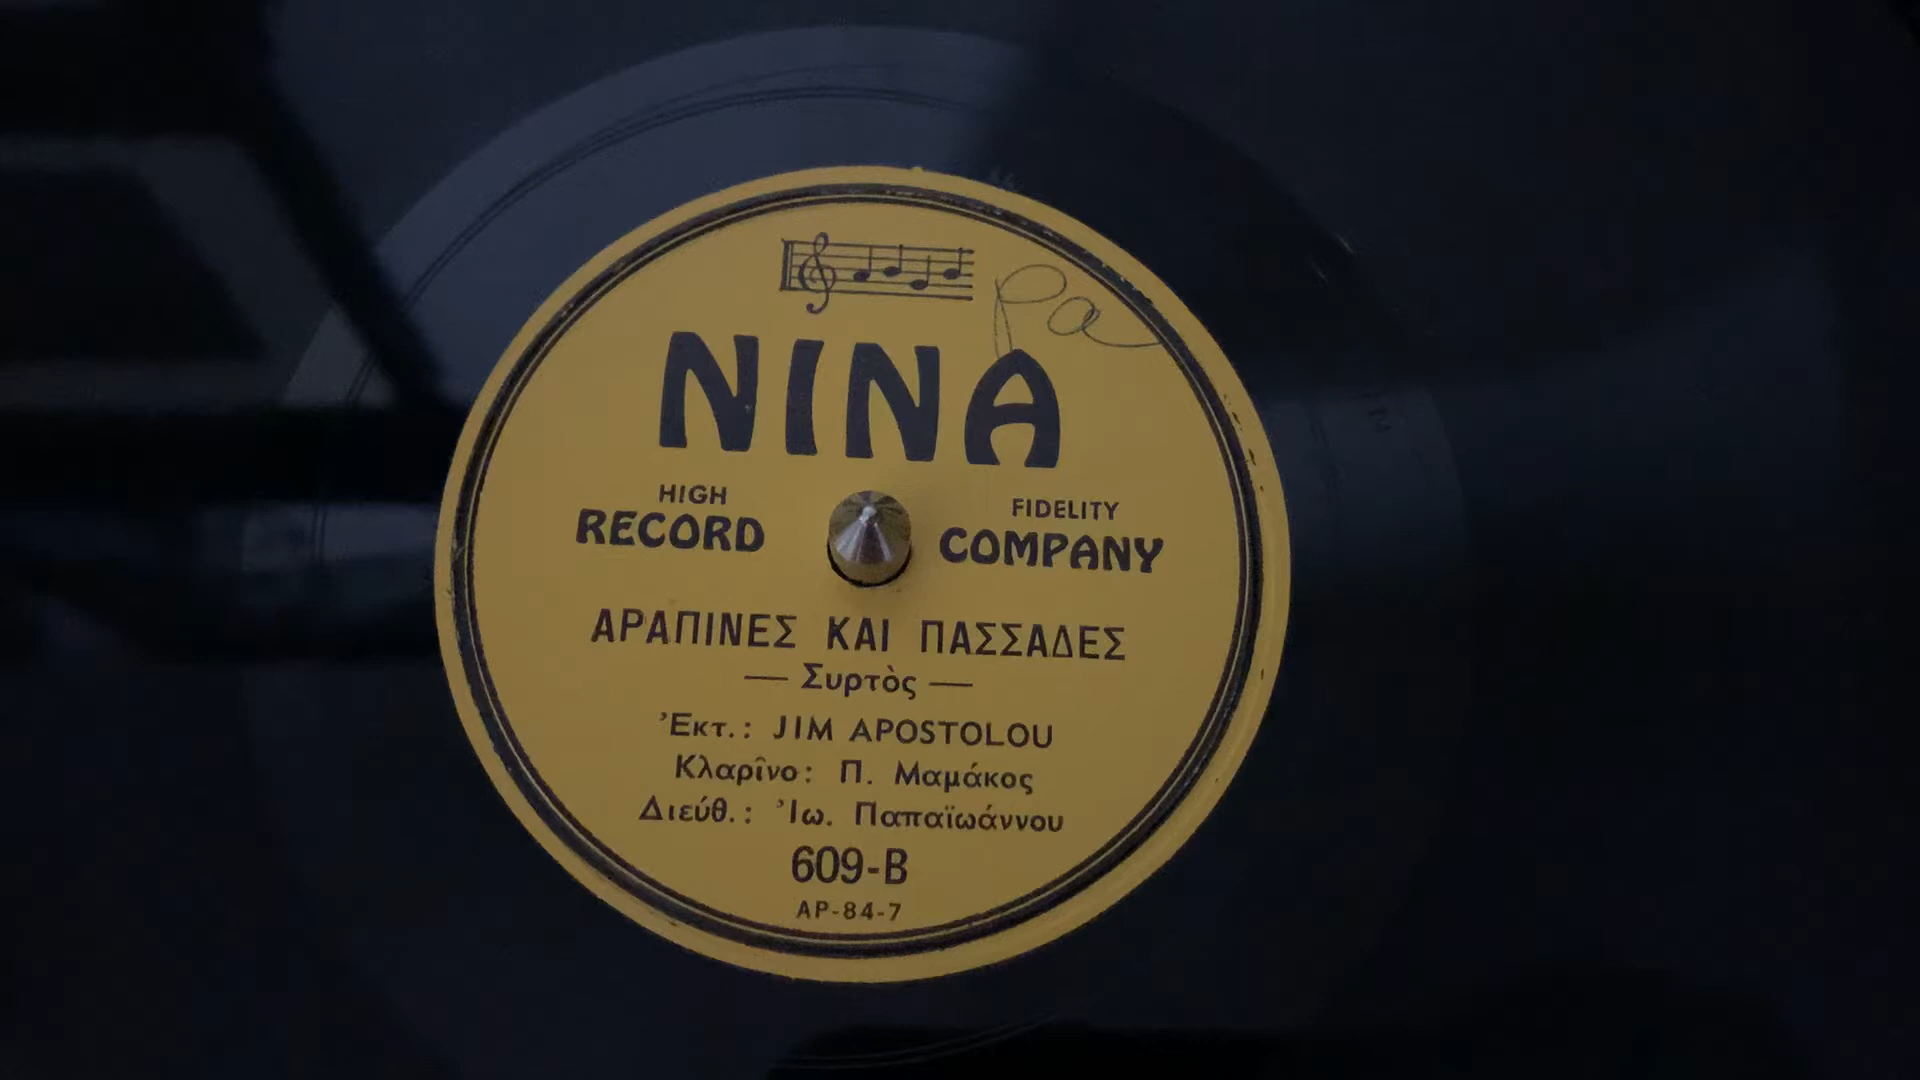 pa
NINA
HIGH FIDELITY
RECORD COMPANY
ΑΡΑΠΙΝΕΣ ΚΑΙ ΠΑΣΣΑΔΕΣ
— Συρτὸς —
Ἐκτ.: JIM APOSTOLOU
Κλαρῖνο: Π. Μαμάκος
Διεύθ.: Ἰω. Παπαϊωάννου
609-B
AP-84-7